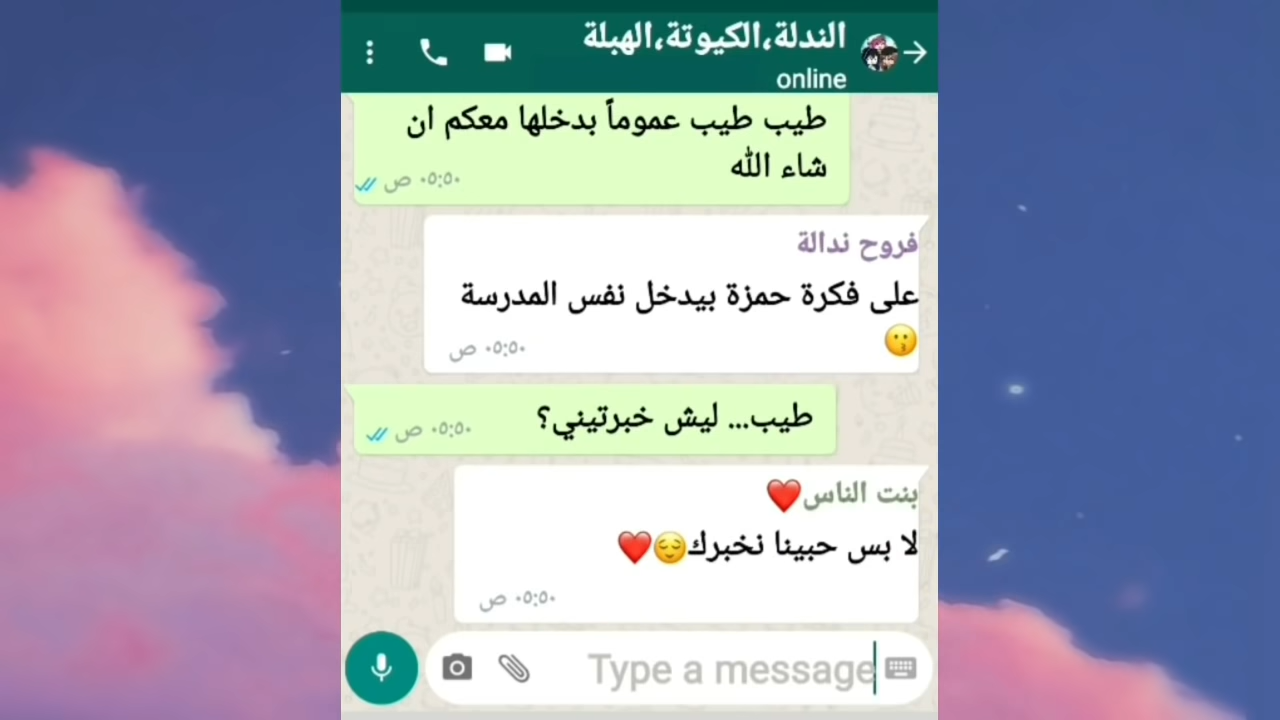 الندلة،الكيوتة،الهبلة
online
طيب طيب عموماً بدخلها معكم ان
شاء الله
٠٥:٥٠ ص
فروح ندالة
على فكرة حمزة بيدخل نفس المدرسة
😗
٠٥:٥٠ ص
طيب... ليش خبرتيني؟
٠٥:٥٠ ص
بنت الناس❤️
لا بس حبينا نخبرك😌❤️
٠٥:٥٠ ص
Type a message